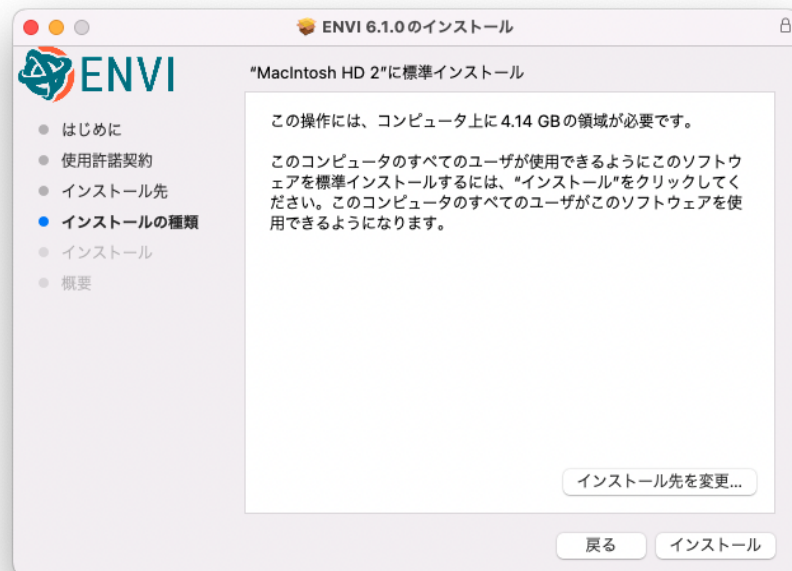 ENVI 6.1.0のインストール
ENVI
"MacIntosh HD 2"に標準インストール
はじめに
使用許諾契約
インストール先
インストールの種類
インストール
概要
この操作には、コンピュータ上に4.14 GBの領域が必要です。
このコンピュータのすべてのユーザが使用できるようにこのソフトウ
ェアを標準インストールするには、"インストール"をクリックしてく
ださい。このコンピュータのすべてのユーザがこのソフトウェアを使
用できるようになります。
インストール先を変更...
戻る
インストール